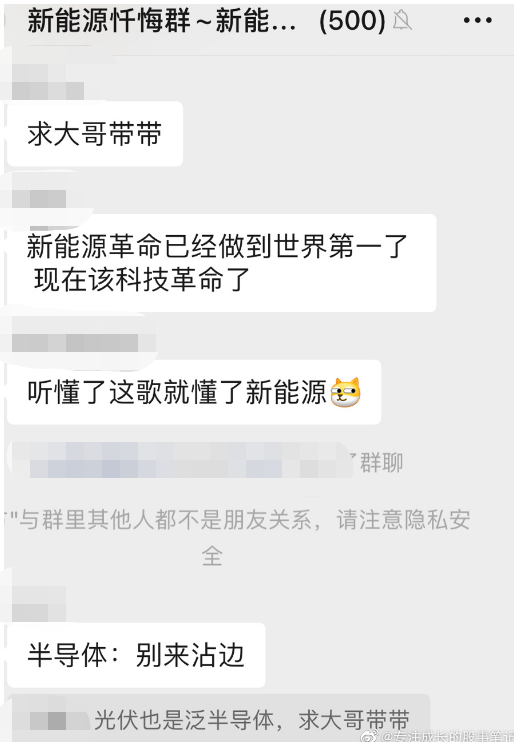 新能源忏悔群~新能... (500)
求大哥带带
新能源革命已经做到世界第一了
现在该科技革命了
听懂了这歌就懂了新能源
了群聊
"与群里其他人都不是朋友关系，请注意隐私安
全
半导体：别来沾边
光伏也是泛半导体，求大哥带带
@专注成长的股事笔记